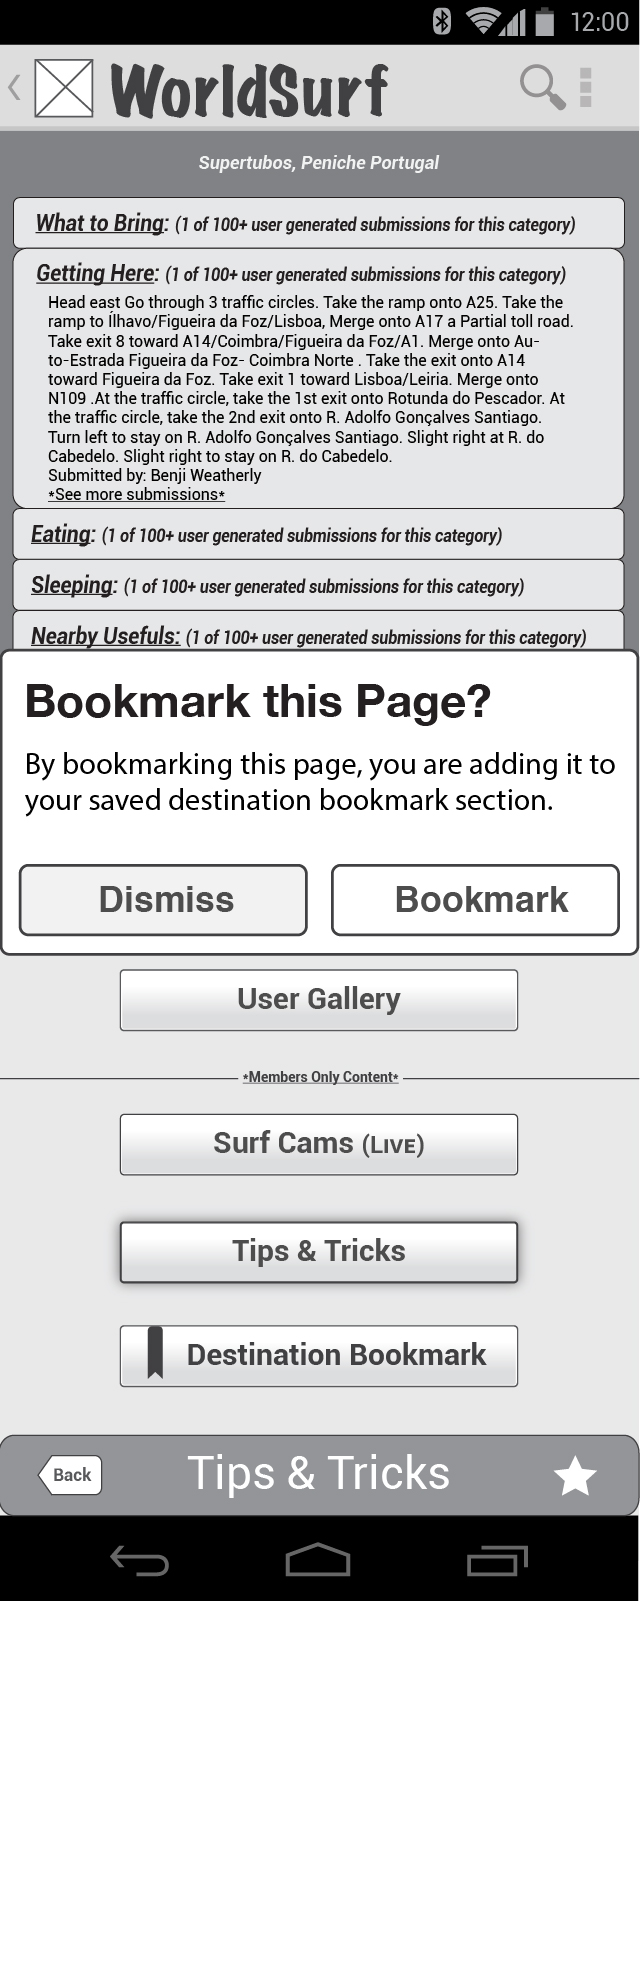 12:00
WorldSurf
Supertubos, Peniche Portugal
What to Bring: (1 of 100+ user generated submissions for this category)
Getting Here: (1 of 100+ user generated submissions for this category)
Head east Go through 3 traffic circles. Take the ramp onto A25. Take the
ramp to Ílhavo/Figueira da Foz/Lisboa, Merge onto A17 a Partial toll road.
Take exit 8 toward A14/Coimbra/Figueira da Foz/A1. Merge onto Au-
to-Estrada Figueira da Foz- Coimbra Norte . Take the exit onto A14
toward Figueira da Foz. Take exit 1 toward Lisboa/Leiria. Merge onto
N109 .At the traffic circle, take the 1st exit onto Rotunda do Pescador. At
the traffic circle, take the 2nd exit onto R. Adolfo Gonçalves Santiago.
Turn left to stay on R. Adolfo Gonçalves Santiago. Slight right at R. do
Cabedelo. Slight right to stay on R. do Cabedelo.
Submitted by: Benji Weatherly
*See more submissions*
Eating: (1 of 100+ user generated submissions for this category)
Sleeping: (1 of 100+ user generated submissions for this category)
Nearby Usefuls: (1 of 100+ user generated submissions for this category)
Bookmark this Page?
By bookmarking this page, you are adding it to
your saved destination bookmark section.
Dismiss Bookmark
User Gallery
*Members Only Content*
Surf Cams (LIVE)
Tips & Tricks
Destination Bookmark
Back Tips & Tricks